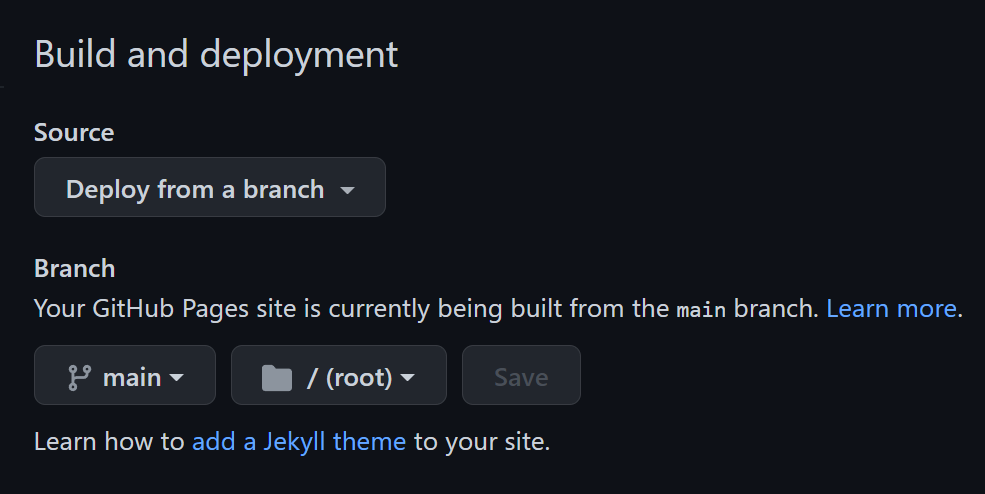 Build and deployment
Source
Deploy from a branch
Branch
Your GitHub Pages site is currently being built from the main branch. Learn more.
main / (root) Save
Learn how to add a Jekyll theme to your site.